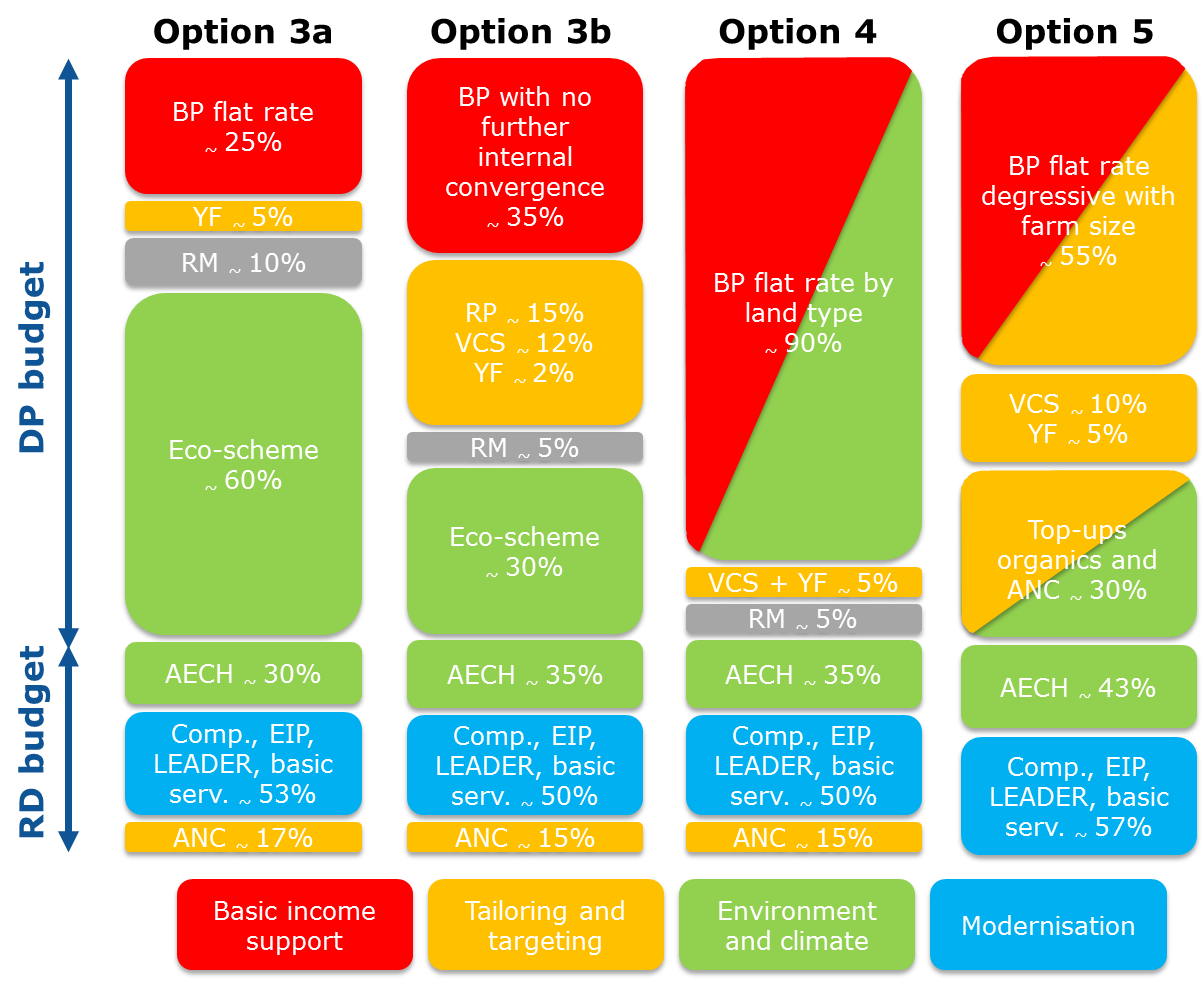 Option 3a
Option 3b
Option 4
Option 5
DP budget
RD budget
BP flat rate
~ 25%
YF ~ 5%
RM ~ 10%
Eco-scheme
~ 60%
AECH ~ 30%
Comp., EIP,
LEADER, basic
serv. ~ 53%
ANC ~ 17%
BP with no
further
internal
convergence
~ 35%
RP ~ 15%
VCS ~ 12%
YF ~ 2%
RM ~ 5%
Eco-scheme
~ 30%
AECH ~ 35%
Comp., EIP,
LEADER, basic
serv. ~ 50%
ANC ~ 15%
BP flat rate by
land type
~ 90%
VCS + YF ~ 5%
RM ~ 5%
AECH ~ 35%
Comp., EIP,
LEADER, basic
serv. ~ 50%
ANC ~ 15%
BP flat rate
degressive with
farm size
~ 55%
VCS ~ 10%
YF ~ 5%
Top-ups
organics and
ANC ~ 30%
AECH ~ 43%
Comp., EIP,
LEADER, basic
serv. ~ 57%
Basic income
support
Tailoring and
targeting
Environment
and climate
Modernisation